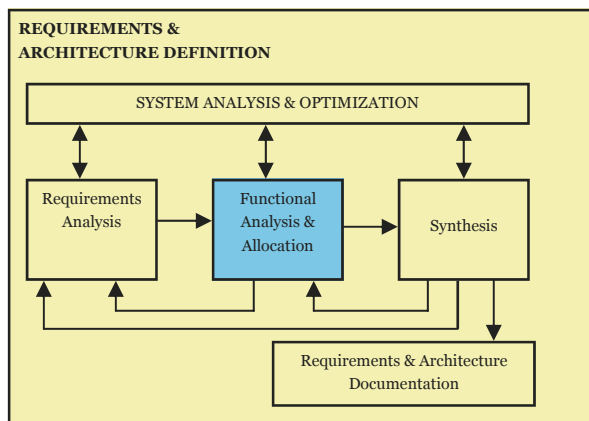 REQUIREMENTS &
ARCHITECTURE DEFINITION
SYSTEM ANALYSIS & OPTIMIZATION
Requirements
Analysis
Functional
Analysis &
Allocation
Synthesis
Requirements & Architecture
Documentation